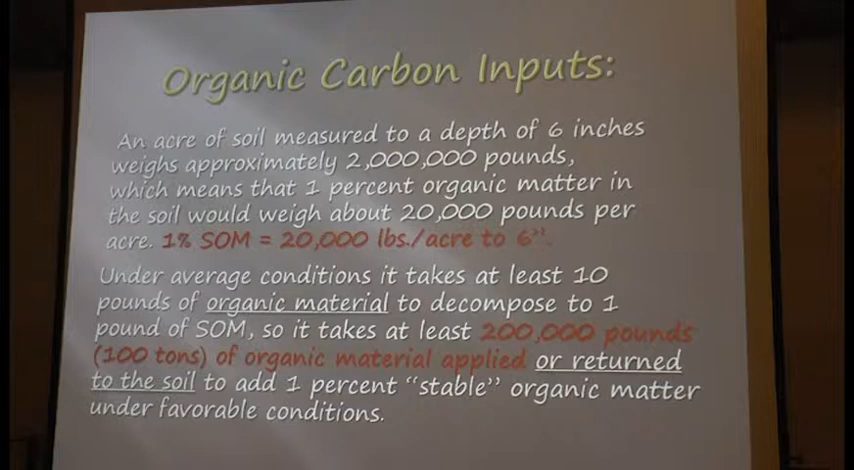 Organic Carbon Inputs:
An acre of soil measured to a depth of 6 inches
weighs approximately 2,000,000 pounds,
which means that 1 percent organic matter in
the soil would weigh about 20,000 pounds per
acre. 1% SOM = 20,000 lbs./acre to 6".
Under average conditions it takes at least 10
pounds of organic material to decompose to 1
pound of SOM, so it takes at least 200,000 pounds
(100 tons) of organic material applied or returned
to the soil to add 1 percent “stable” organic matter
under favorable conditions.